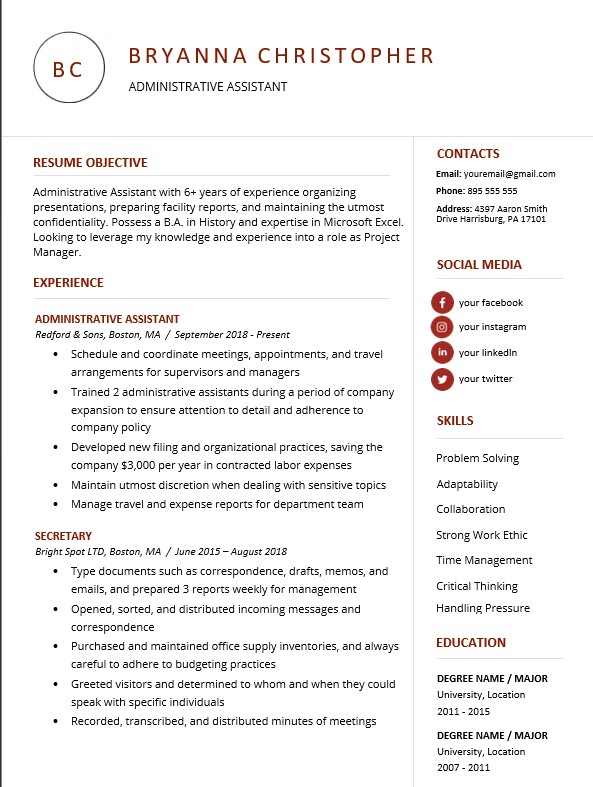 BC
BRYANNA CHRISTOPHER
ADMINISTRATIVE ASSISTANT
RESUME OBJECTIVE
Administrative Assistant with 6+ years of experience organizing
presentations, preparing facility reports, and maintaining the utmost
confidentiality. Possess a B.A. in History and expertise in Microsoft Excel.
Looking to leverage my knowledge and experience into a role as Project
Manager.
EXPERIENCE
ADMINISTRATIVE ASSISTANT
Redford & Sons, Boston, MA / September 2018 - Present
• Schedule and coordinate meetings, appointments, and travel
arrangements for supervisors and managers
• Trained 2 administrative assistants during a period of company
expansion to ensure attention to detail and adherence to
company policy
• Developed new filing and organizational practices, saving the
company $3,000 per year in contracted labor expenses
• Maintain utmost discretion when dealing with sensitive topics
• Manage travel and expense reports for department team
SECRETARY
Bright Spot LTD, Boston, MA / June 2015 – August 2018
• Type documents such as correspondence, drafts, memos, and
emails, and prepared 3 reports weekly for management
• Opened, sorted, and distributed incoming messages and
correspondence
• Purchased and maintained office supply inventories, and always
careful to adhere to budgeting practices
• Greeted visitors and determined to whom and when they could
speak with specific individuals
• Recorded, transcribed, and distributed minutes of meetings
CONTACTS
Email: youremail@gmail.com
Phone: 895 555 555
Address: 4397 Aaron Smith
Drive Harrisburg, PA 17101
SOCIAL MEDIA
your facebook
your instagram
your linkedIn
your twitter
SKILLS
Problem Solving
Adaptability
Collaboration
Strong Work Ethic
Time Management
Critical Thinking
Handling Pressure
EDUCATION
DEGREE NAME / MAJOR
University, Location
2011 - 2015
DEGREE NAME / MAJOR
University, Location
2007 - 2011